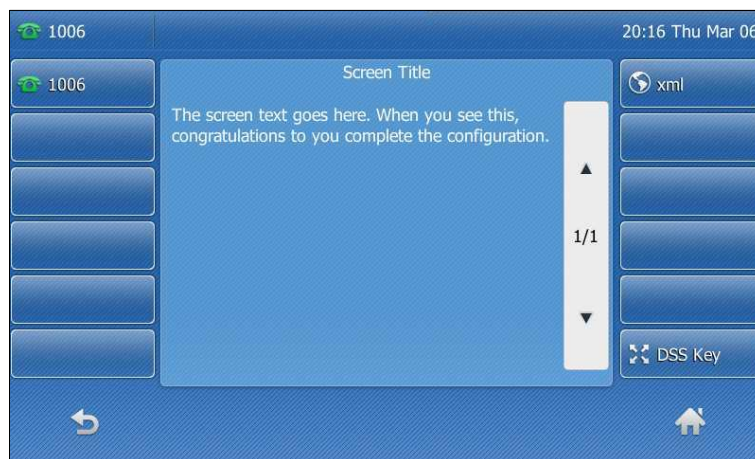 1006
20:16 Thu Mar 06
1006
Screen Title
xml
The screen text goes here. When you see this,
congratulations to you complete the configuration.
1/1
DSS Key